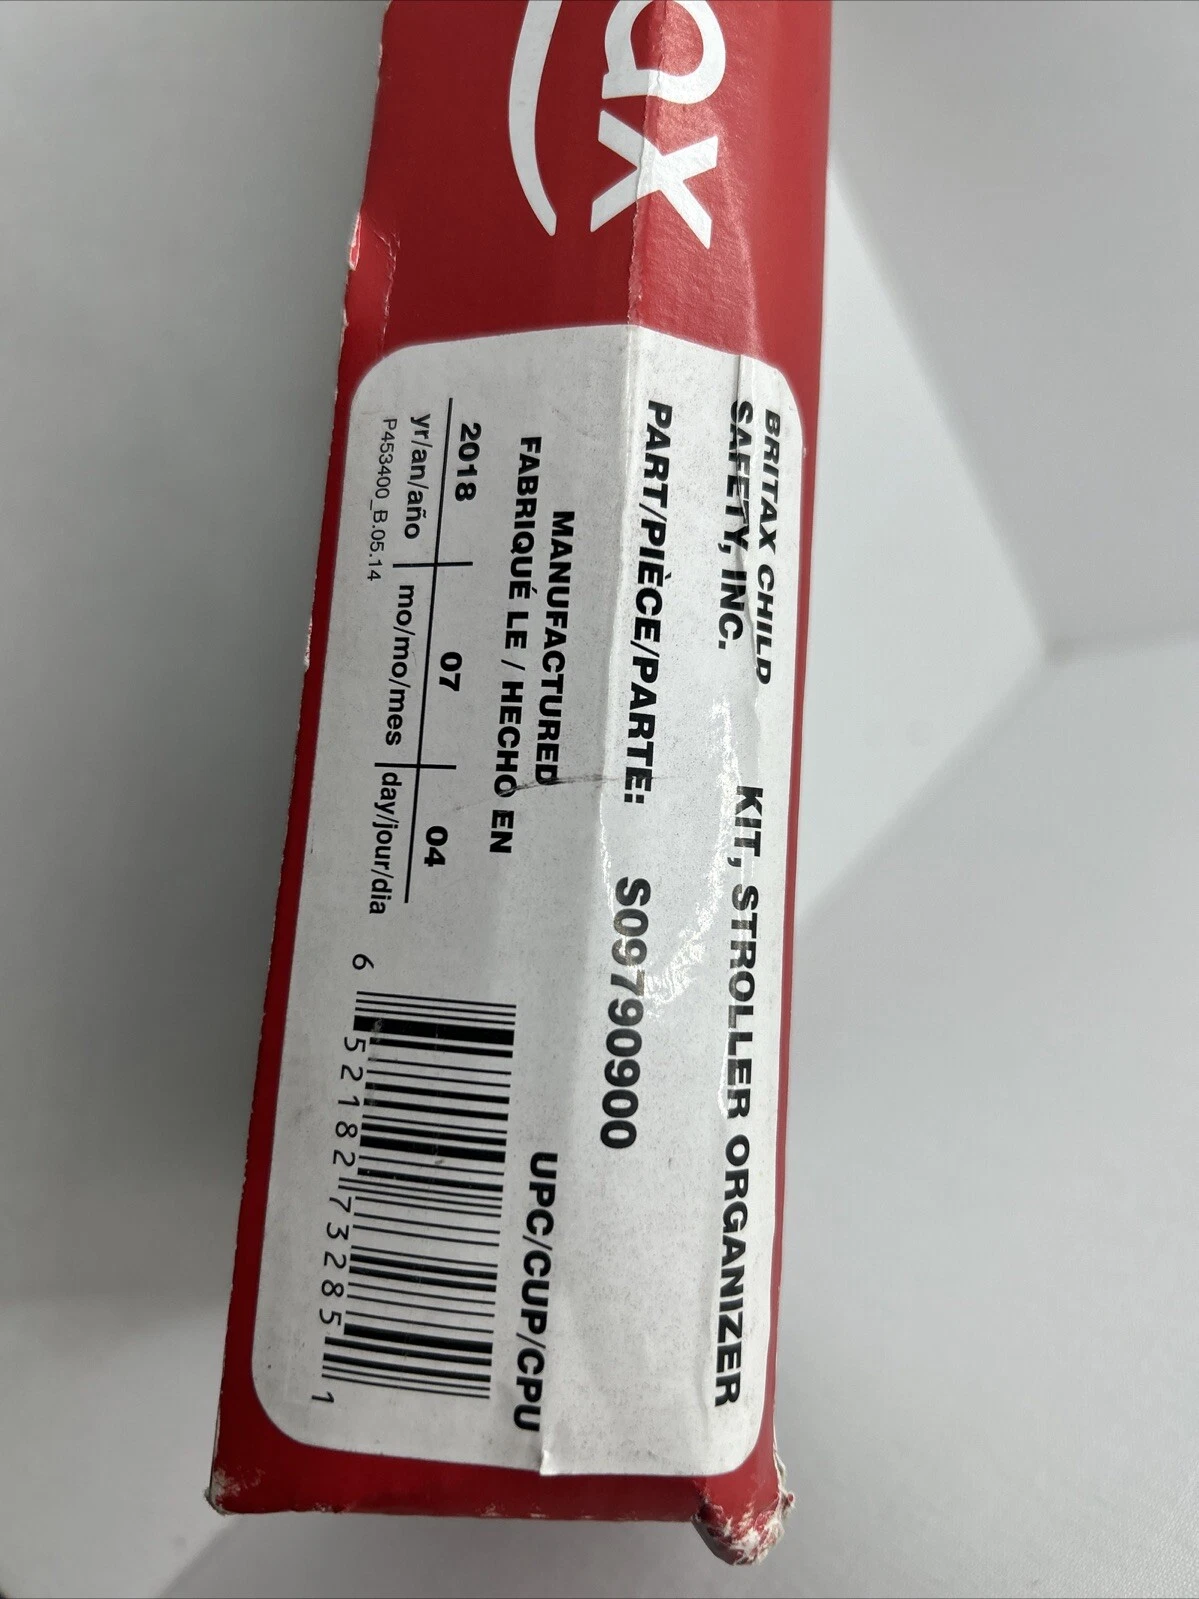 ax
BRITAX CHILD
SAFETY, INC.
KIT, STROLLER ORGANIZER
PART/PIÈCE/PARTE: S09790900
MANUFACTURED
FABRIQUÉ LE / HECHO EN
2018 07 04
yr/an/año mo/mo/mes day/jour/dia
P453400_B.05.14
UPC/CUP/CPU
6 52182 73285 1